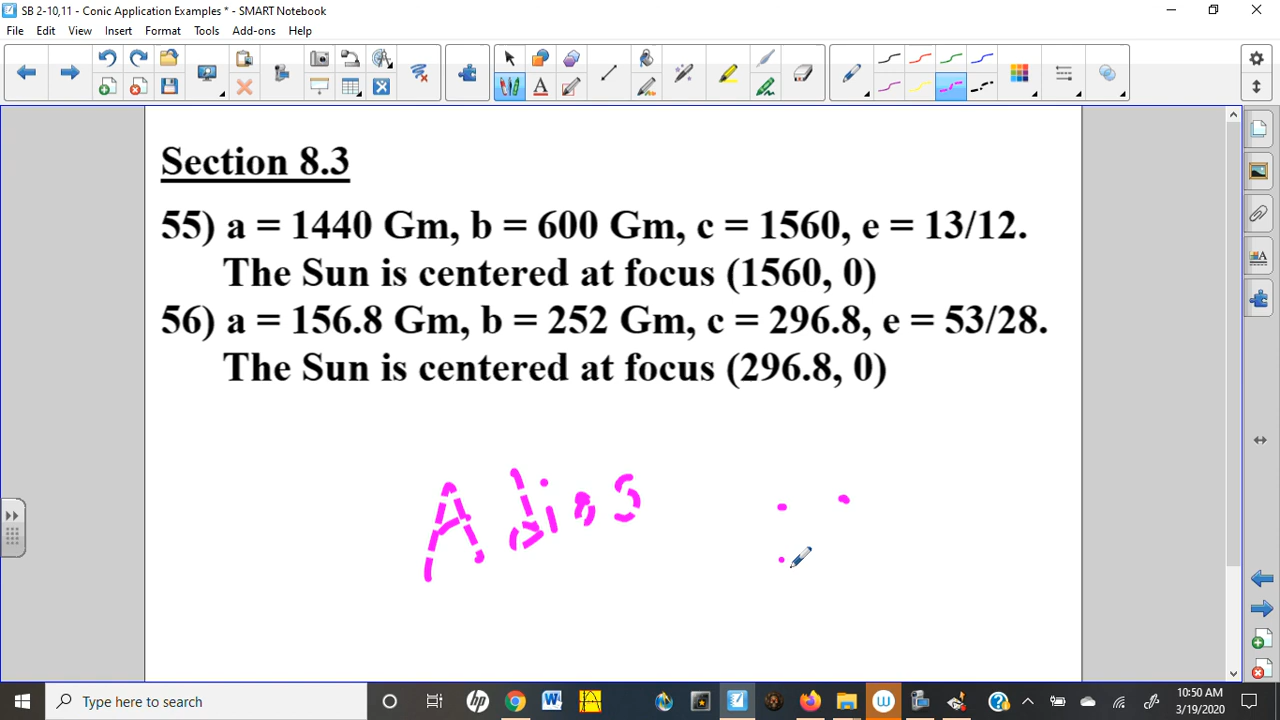 SB 2-10,11 - Conic Application Examples * - SMART Notebook
File Edit View Insert Format Tools Add-ons Help
Section 8.3
55) a = 1440 Gm, b = 600 Gm, c = 1560, e = 13/12.
The Sun is centered at focus (1560, 0)
56) a = 156.8 Gm, b = 252 Gm, c = 296.8, e = 53/28.
The Sun is centered at focus (296.8, 0)
Adios
Type here to search
10:50 AM
3/19/2020